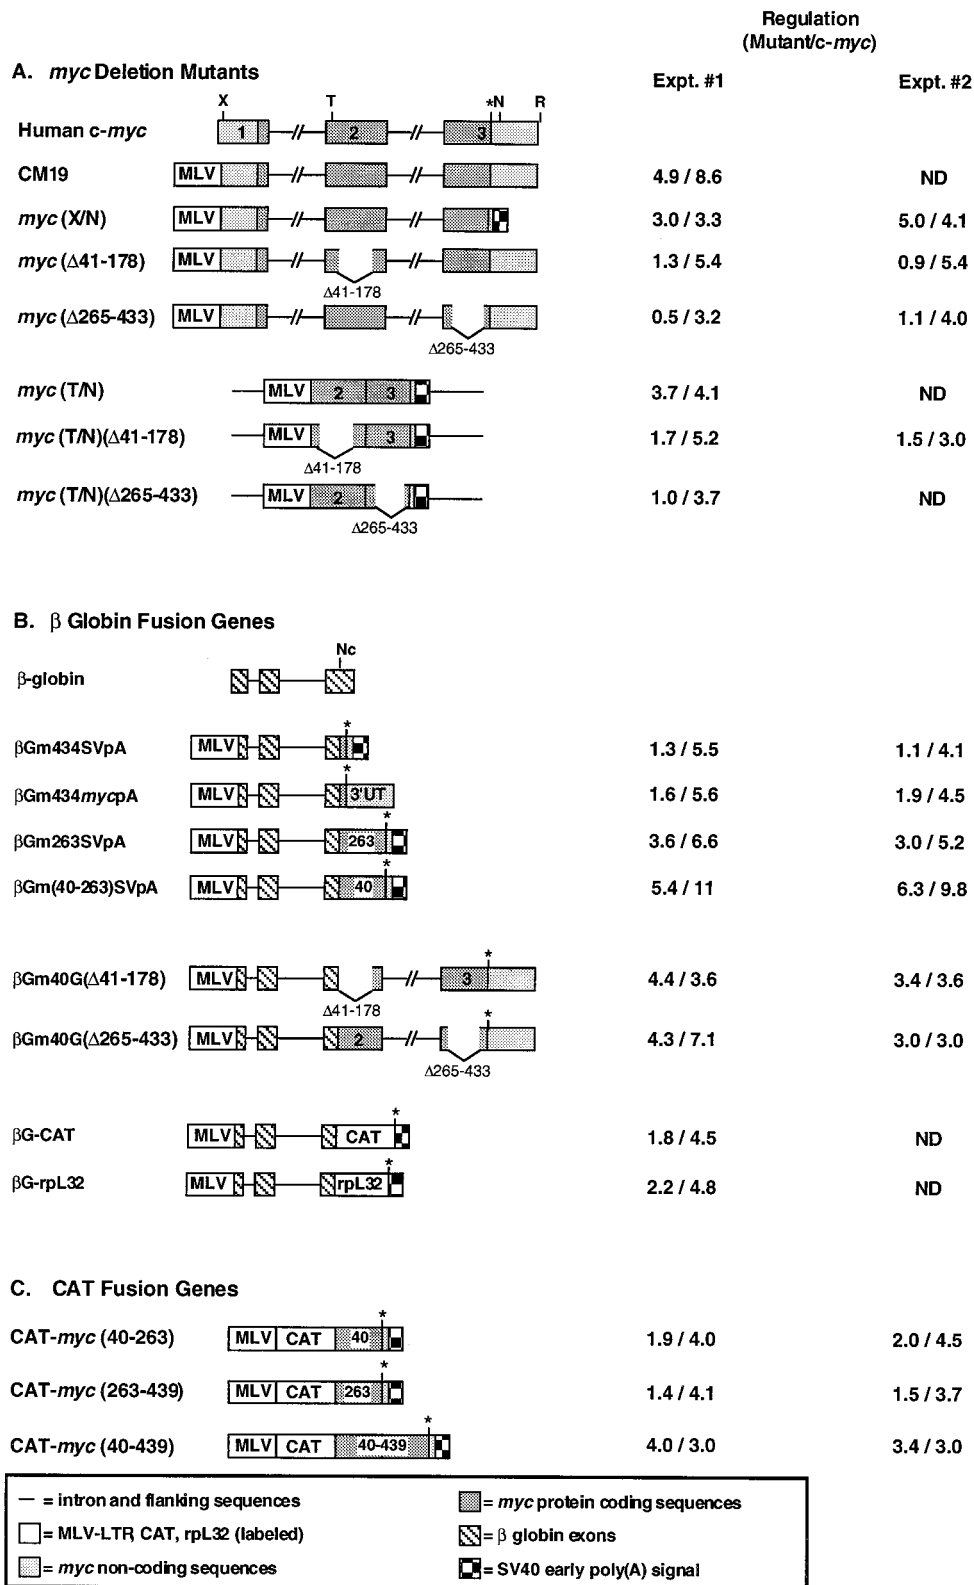 Regulation
(Mutant/c-myc)
A. myc Deletion Mutants
Expt. #1 Expt. #2
X T *N R
Human c-myc 1 2 3
CM19 MLV 4.9 / 8.6 ND
myc (X/N) MLV 3.0 / 3.3 5.0 / 4.1
myc (Δ41-178) MLV 1.3 / 5.4 0.9 / 5.4
Δ41-178
myc (Δ265-433) MLV 0.5 / 3.2 1.1 / 4.0
Δ265-433
myc (T/N) MLV 2 3 3.7 / 4.1 ND
myc (T/N)(Δ41-178) MLV 3 1.7 / 5.2 1.5 / 3.0
Δ41-178
myc (T/N)(Δ265-433) MLV 2 1.0 / 3.7 ND
Δ265-433
B. β Globin Fusion Genes
Nc
β-globin
*
βGm434SVpA MLV 1.3 / 5.5 1.1 / 4.1
*
βGm434mycpA MLV 3'UT 1.6 / 5.6 1.9 / 4.5
*
βGm263SVpA MLV 263 3.6 / 6.6 3.0 / 5.2
*
βGm(40-263)SVpA MLV 40 5.4 / 11 6.3 / 9.8
*
βGm40G(Δ41-178) MLV 3 4.4 / 3.6 3.4 / 3.6
Δ41-178
*
βGm40G(Δ265-433) MLV 2 4.3 / 7.1 3.0 / 3.0
Δ265-433
*
βG-CAT MLV CAT 1.8 / 4.5 ND
*
βG-rpL32 MLV rpL32 2.2 / 4.8 ND
C. CAT Fusion Genes
*
CAT-myc (40-263) MLV CAT 40 1.9 / 4.0 2.0 / 4.5
*
CAT-myc (263-439) MLV CAT 263 1.4 / 4.1 1.5 / 3.7
*
CAT-myc (40-439) MLV CAT 40-439 4.0 / 3.0 3.4 / 3.0
= intron and flanking sequences
= MLV-LTR, CAT, rpL32 (labeled)
= myc non-coding sequences
= myc protein coding sequences
= β globin exons
= SV40 early poly(A) signal